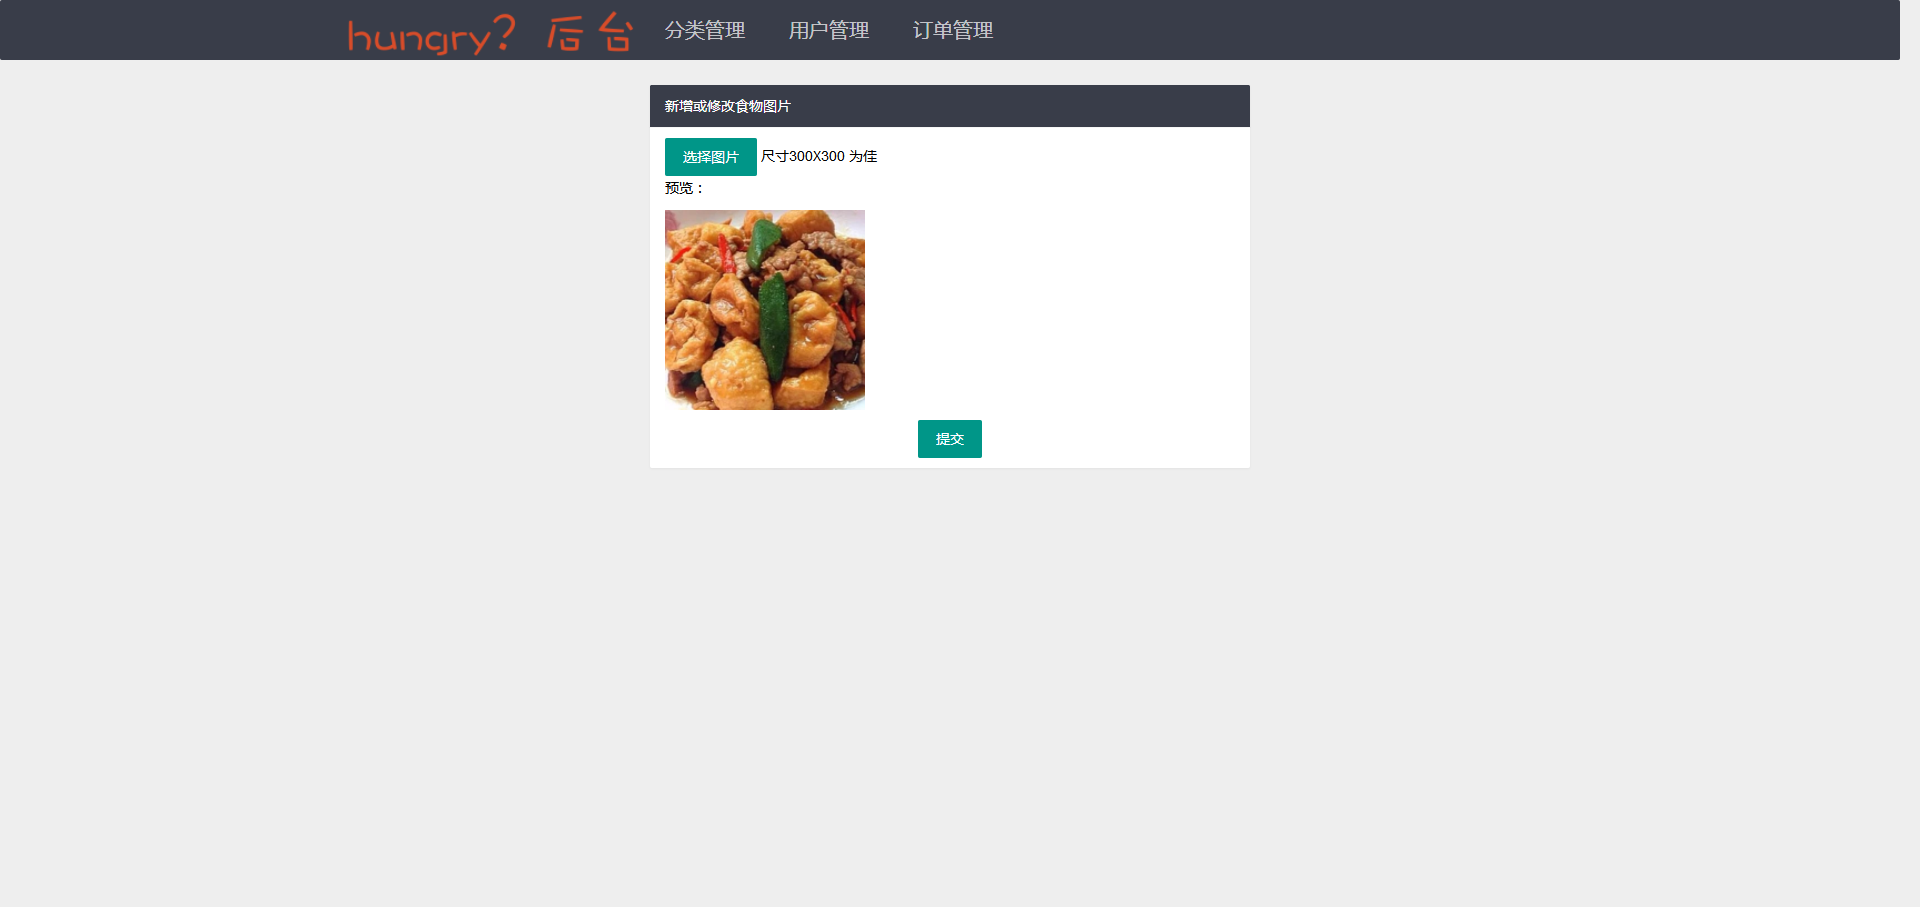 hungry? 后台 分类管理 用户管理 订单管理
新增或修改食物图片
选择图片 尺寸300X300 为佳
预览：
提交